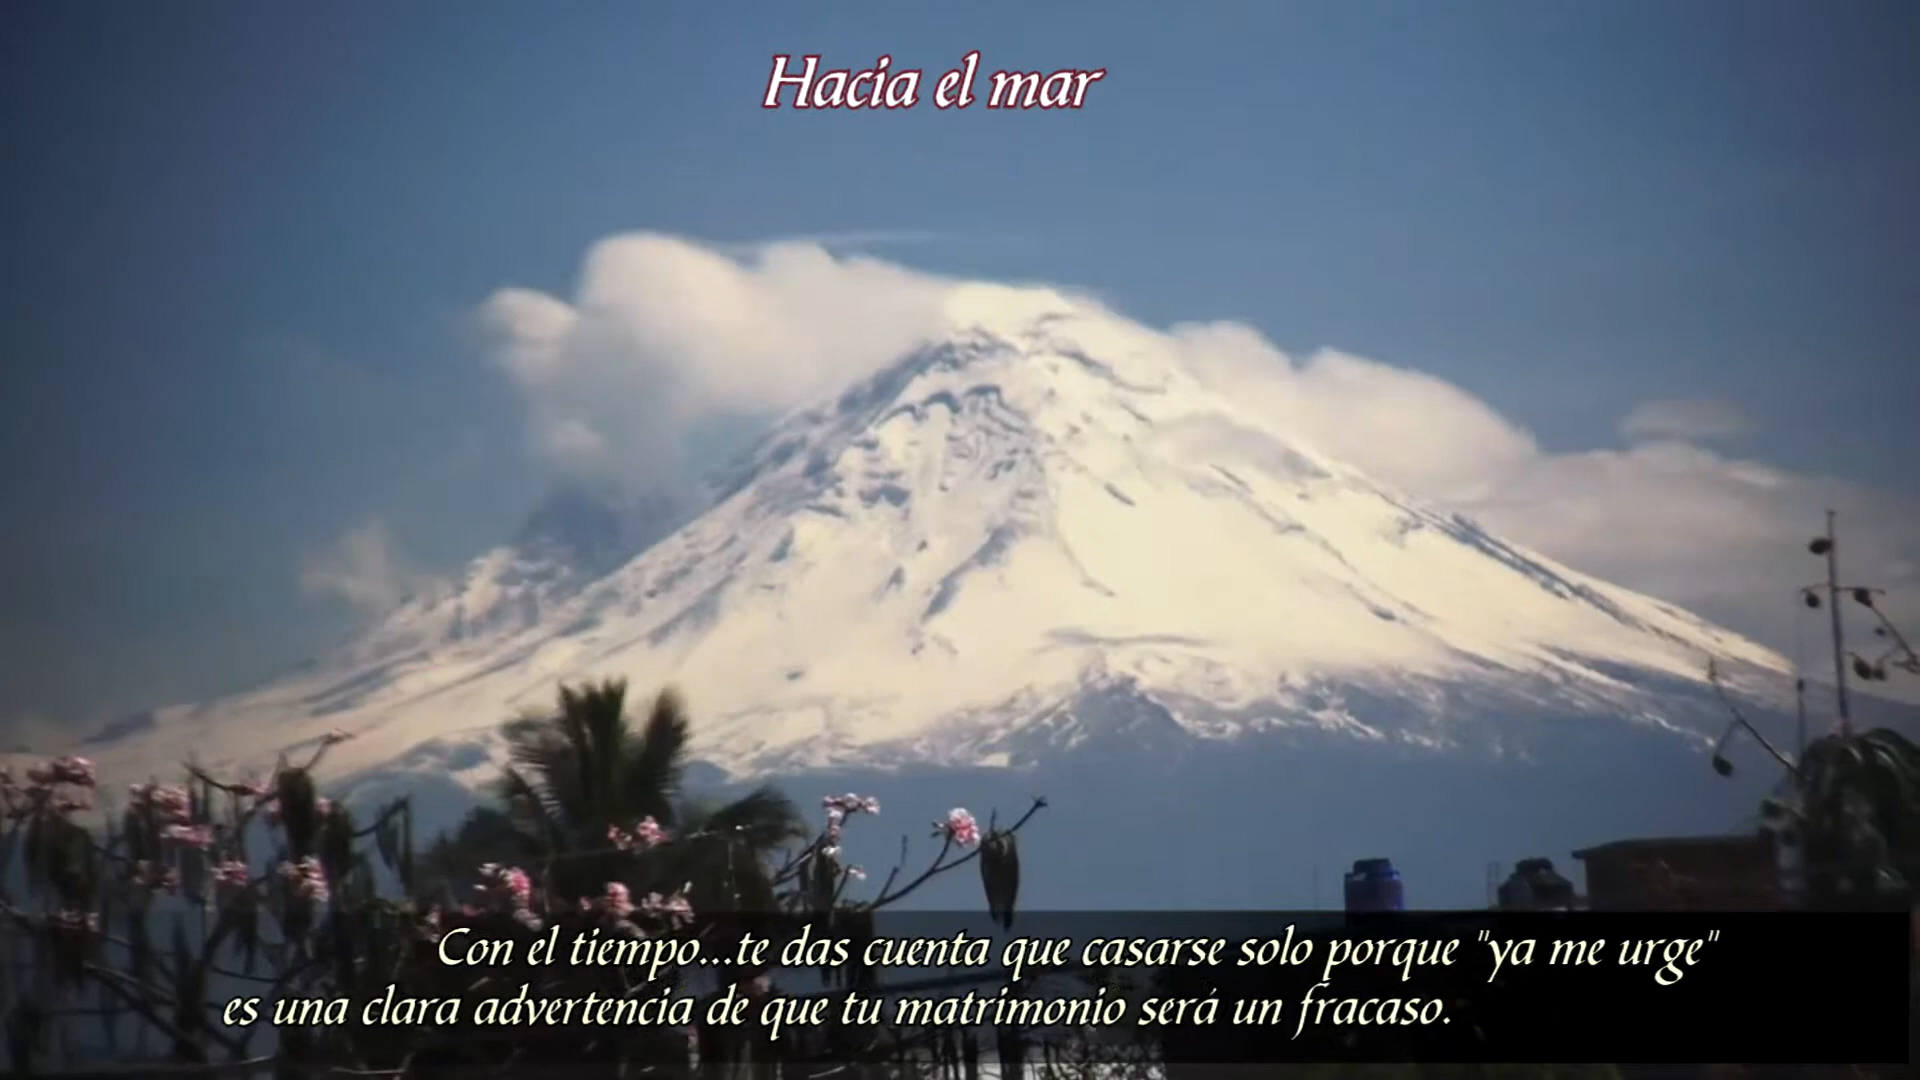 Hacia el mar
Con el tiempo...te das cuenta que casarse solo porque "ya me urge"
es una clara advertencia de que tu matrimonio será un fracaso.